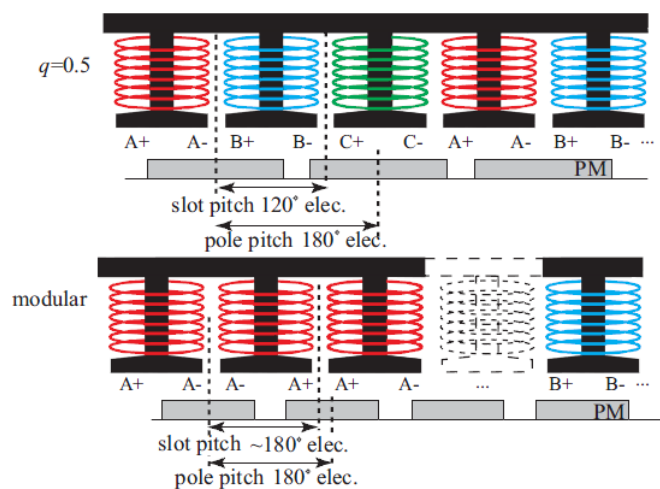 q=0.5
A+ A- B+ B- C+ C- A+ A- B+ B- ...
PM
slot pitch 120° elec.
pole pitch 180° elec.
modular
A+ A- A- A+ A+ A- ... B+ B- ...
PM
slot pitch ~180° elec.
pole pitch 180° elec.